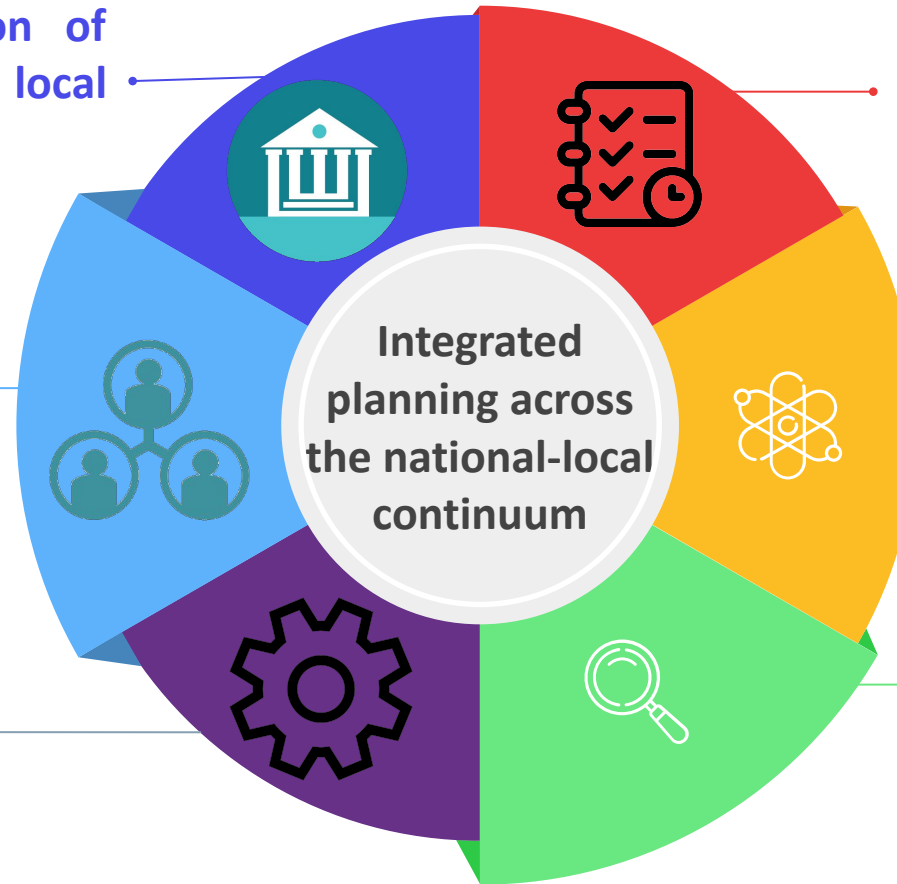 on of
local
Integrated
planning across
the national-local
continuum